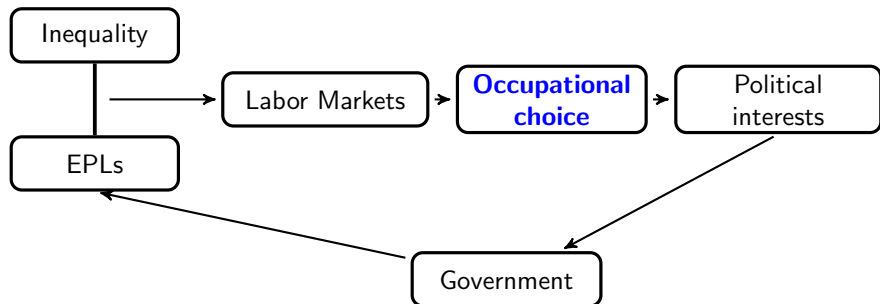 Inequality
Labor Markets
Occupational
choice
Political
interests
EPLs
Government